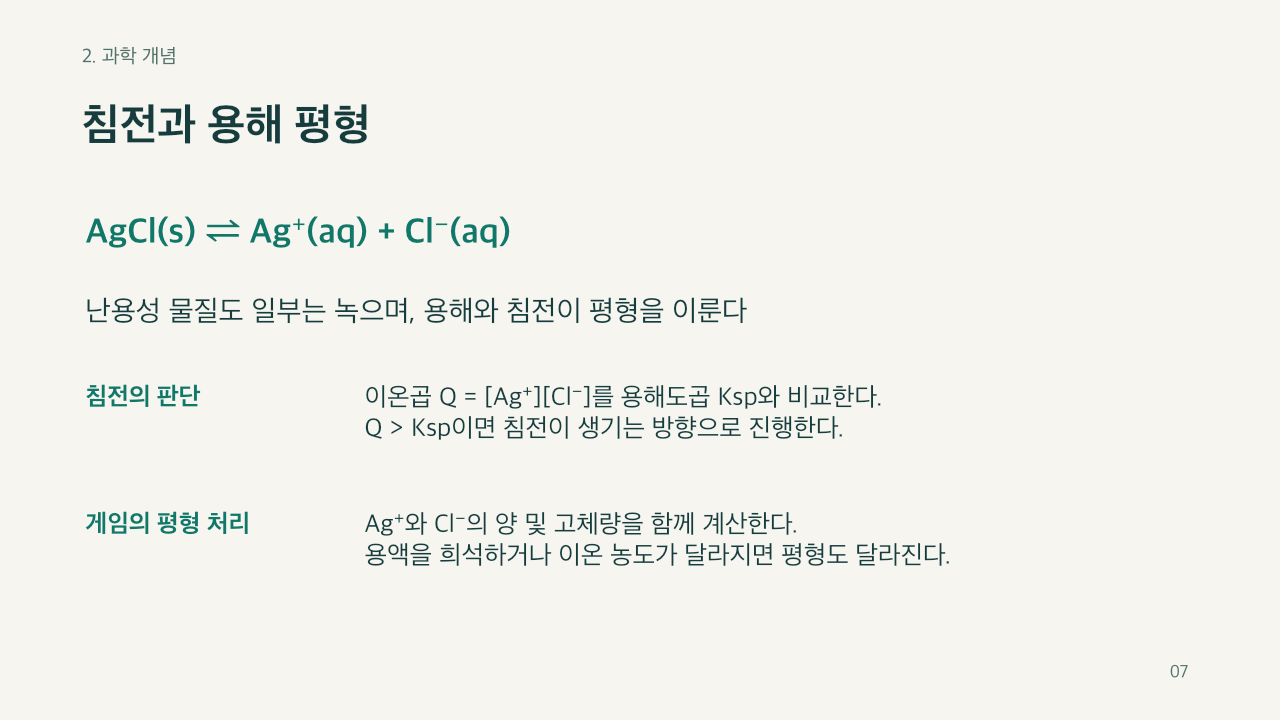 2. 과학 개념
침전과 용해 평형
AgCl(s) ⇌ Ag⁺(aq) + Cl⁻(aq)
난용성 물질도 일부는 녹으며, 용해와 침전이 평형을 이룬다
침전의 판단
이온곱 Q = [Ag⁺][Cl⁻]를 용해도곱 Ksp와 비교한다.
Q > Ksp이면 침전이 생기는 방향으로 진행한다.
게임의 평형 처리
Ag⁺와 Cl⁻의 양 및 고체량을 함께 계산한다.
용액을 희석하거나 이온 농도가 달라지면 평형도 달라진다.
07